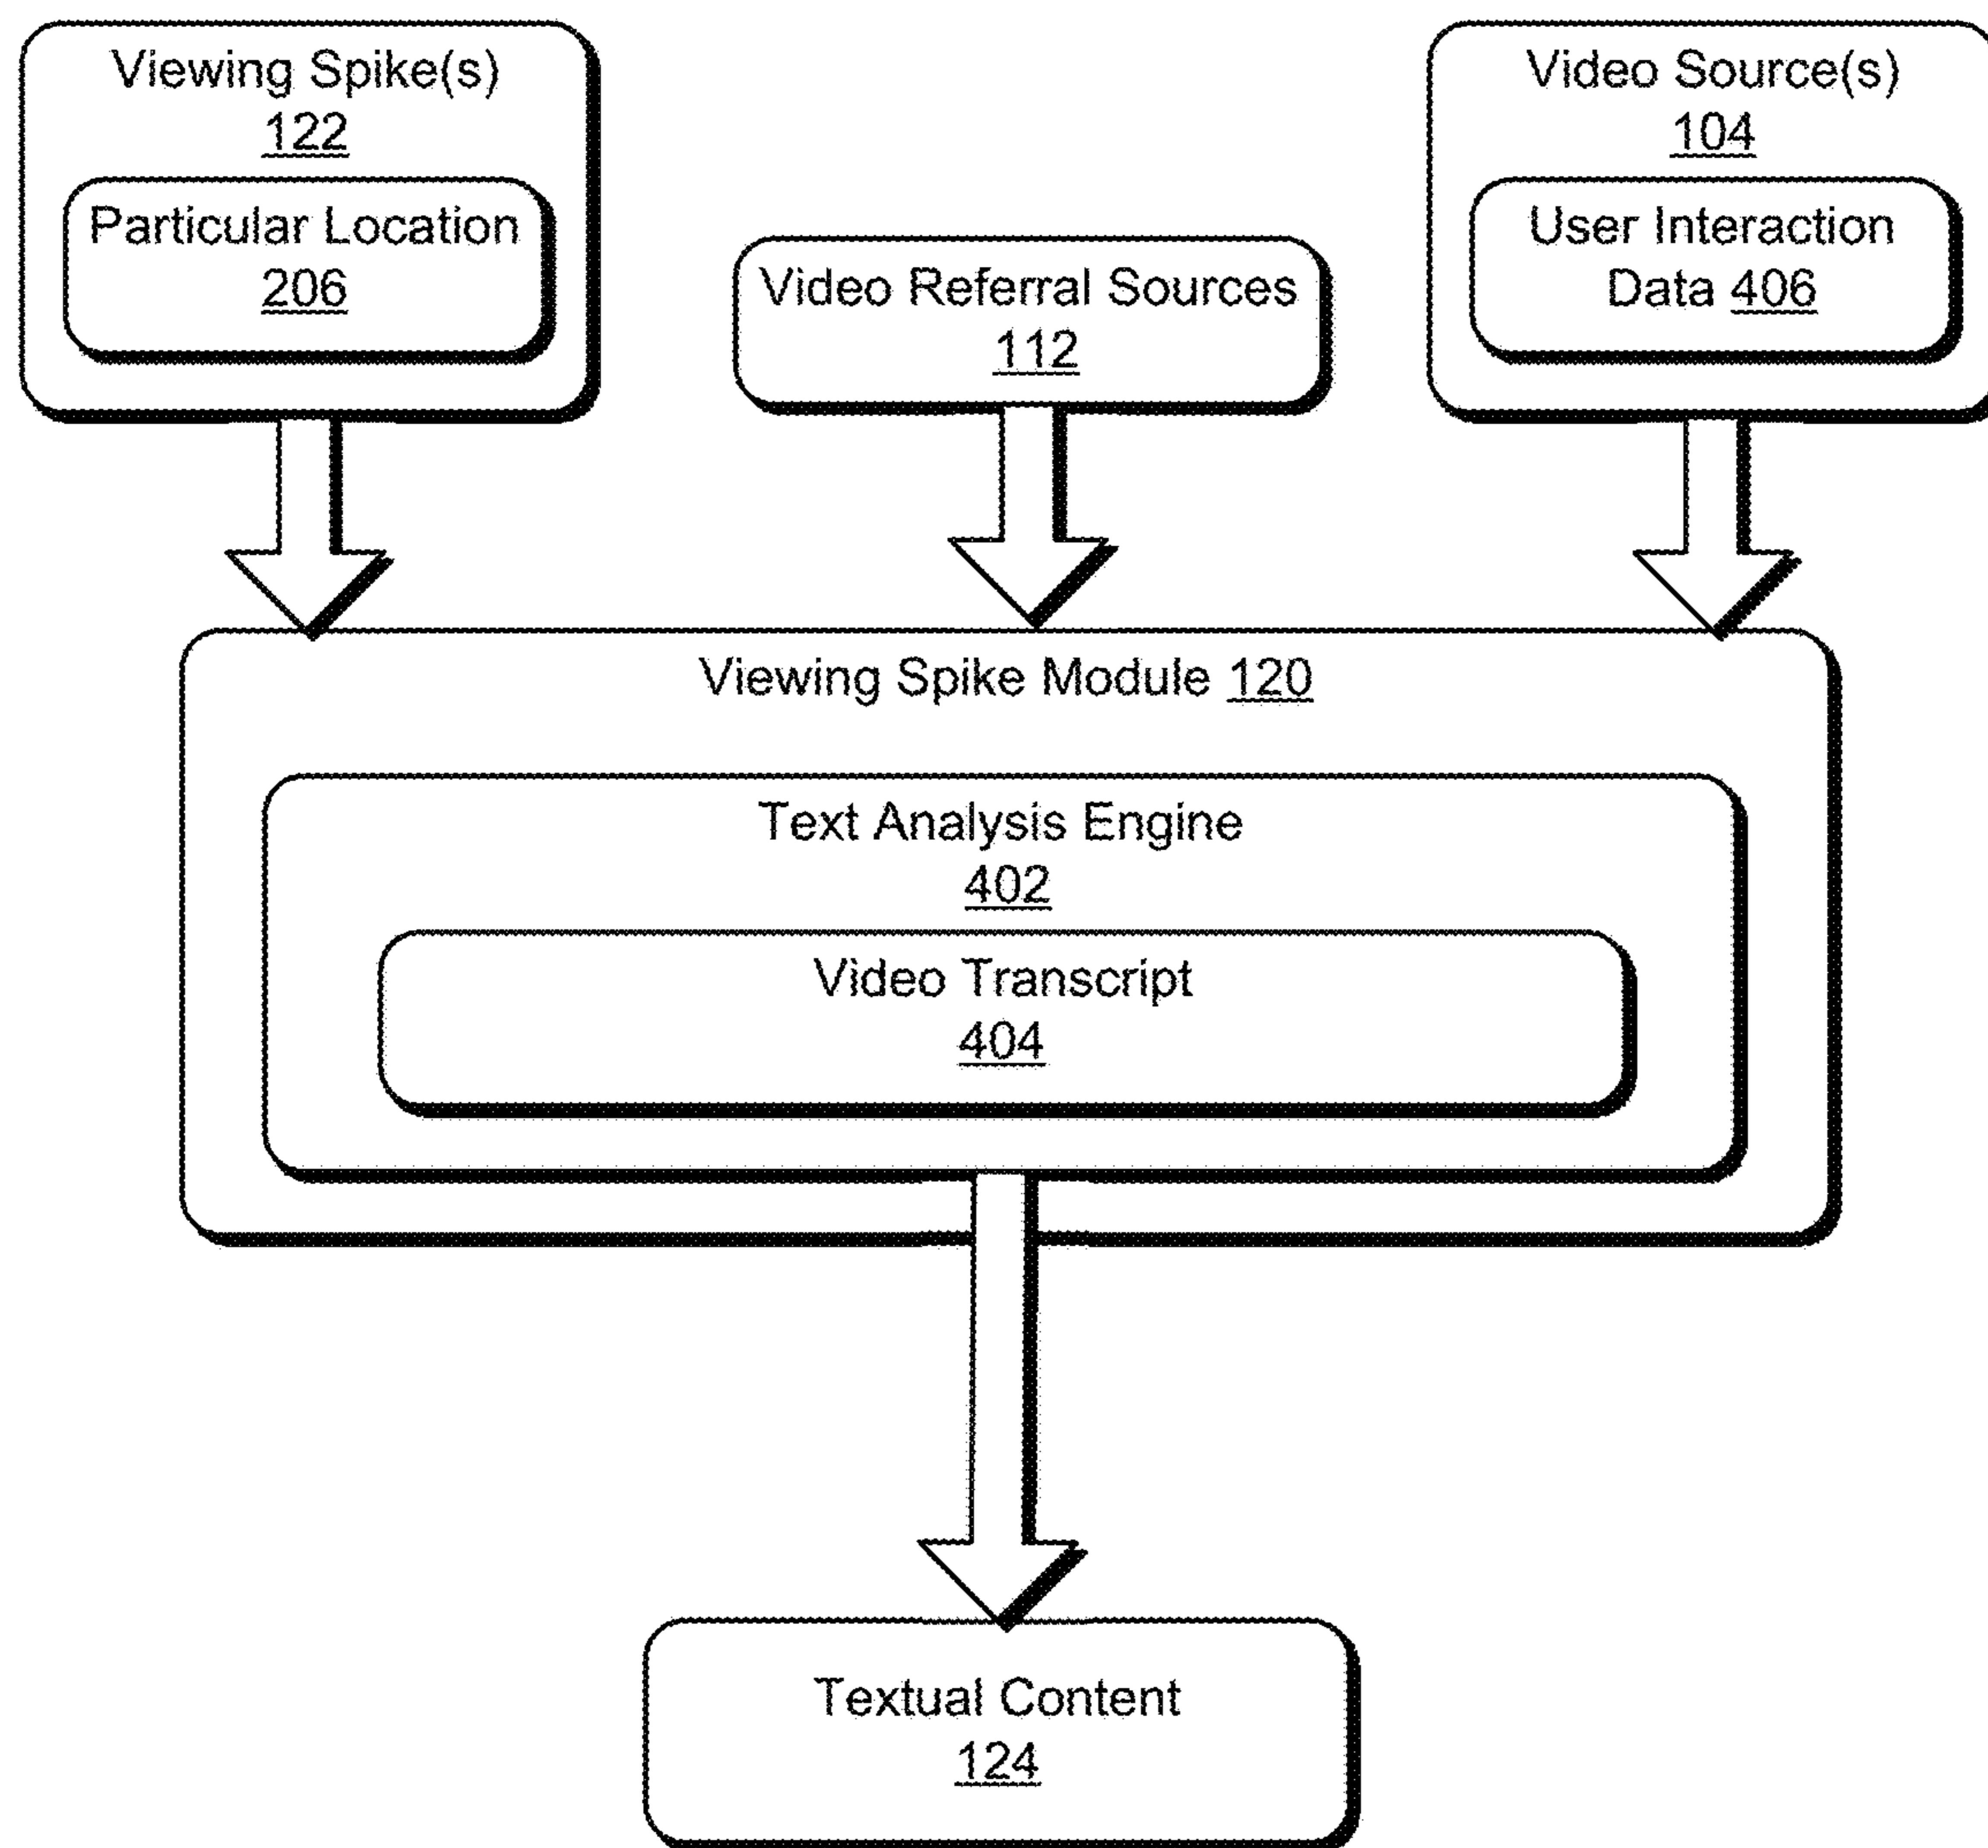 Viewing Spike(s)
122
Particular Location
206
Video Referral Sources
112
Video Source(s)
104
User Interaction
Data 406
Viewing Spike Module 120
Text Analysis Engine
402
Video Transcript
404
Textual Content
124